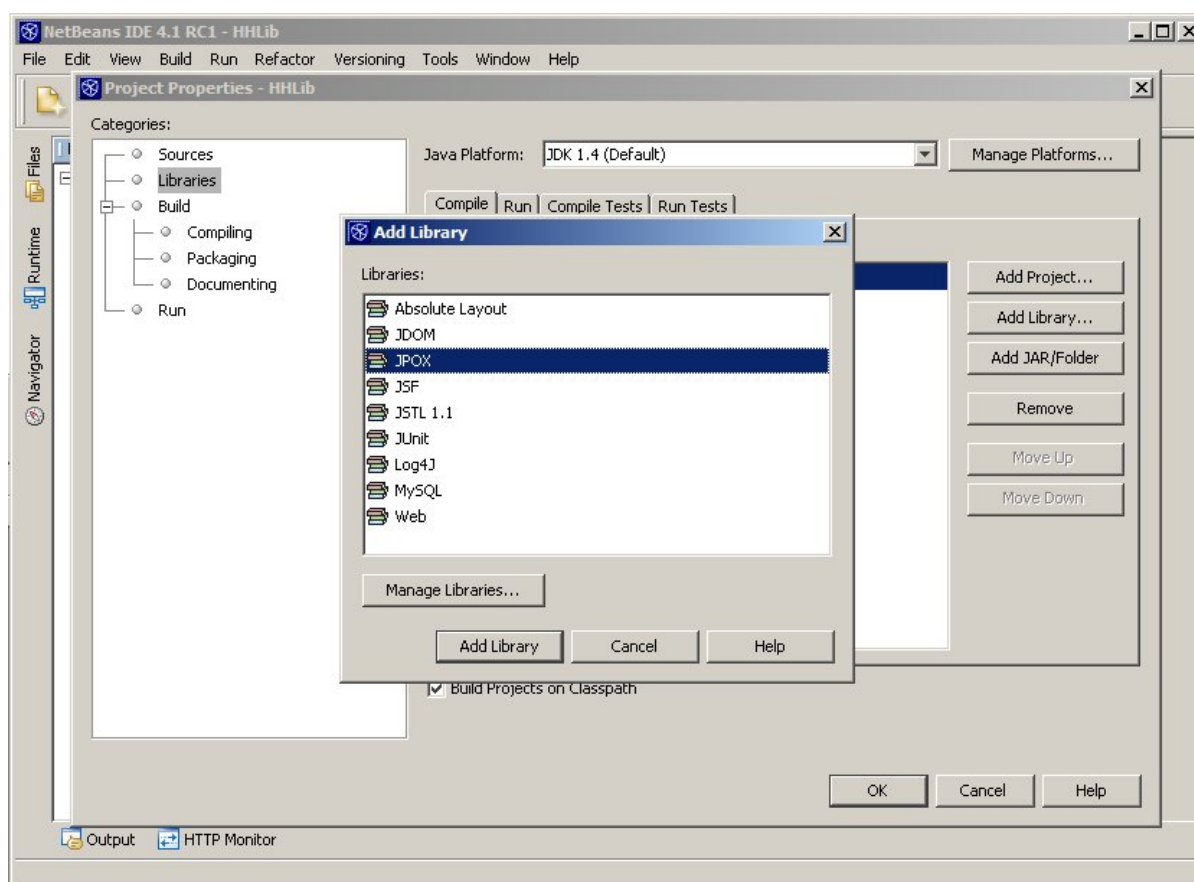 NetBeans IDE 4.1 RC1 - HHLib
File Edit View Build Run Refactor Versioning Tools Window Help
Project Properties - HHLib
Categories:
Sources
Libraries
Build
Compiling
Packaging
Documenting
Run
Java Platform: JDK 1.4 (Default) Manage Platforms...
Compile Run Compile Tests Run Tests
Add Library
Libraries:
Absolute Layout
JDOM
JPOX
JSF
JSTL 1.1
JUnit
Log4J
MySQL
Web
Manage Libraries...
Add Library Cancel Help
Add Project...
Add Library...
Add JAR/Folder
Remove
Move Up
Move Down
Build Projects on Classpath
OK Cancel Help
Files
Runtime
Navigator
Output HTTP Monitor